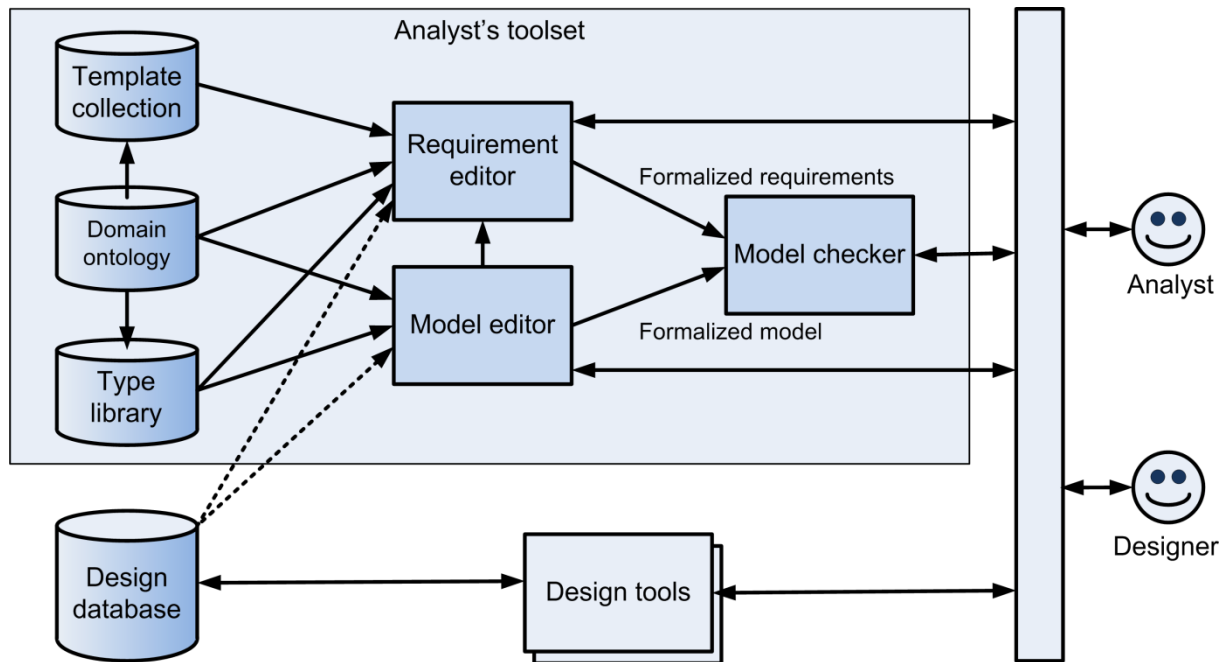 Analyst's toolset
Template
collection
Requirement
editor
Formalized requirements
Domain
ontology
Model checker
Analyst
Model editor
Formalized model
Type
library
Designer
Design
database
Design tools